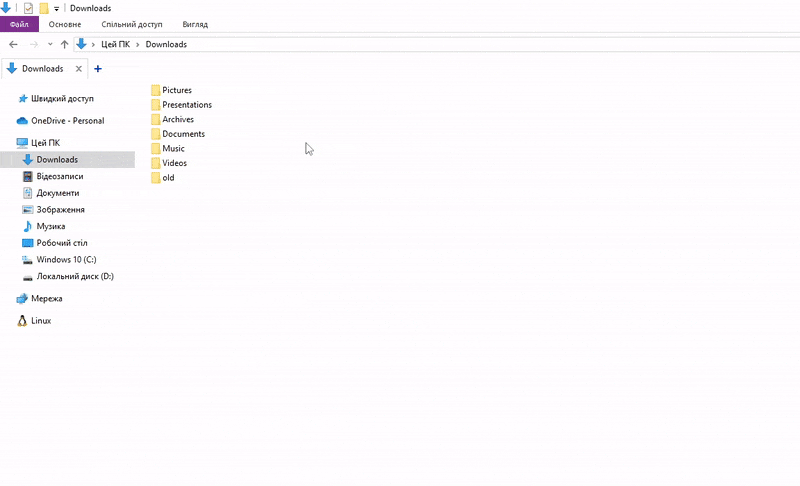 Downloads
Файл Основне Спільний доступ Вигляд
Цей ПК Downloads
Downloads
Швидкий доступ
OneDrive - Personal
Цей ПК
Downloads
Відеозаписи
Документи
Зображення
Музика
Робочий стіл
Windows 10 (C:)
Локальний диск (D:)
Мережа
Linux
Pictures
Presentations
Archives
Documents
Music
Videos
old